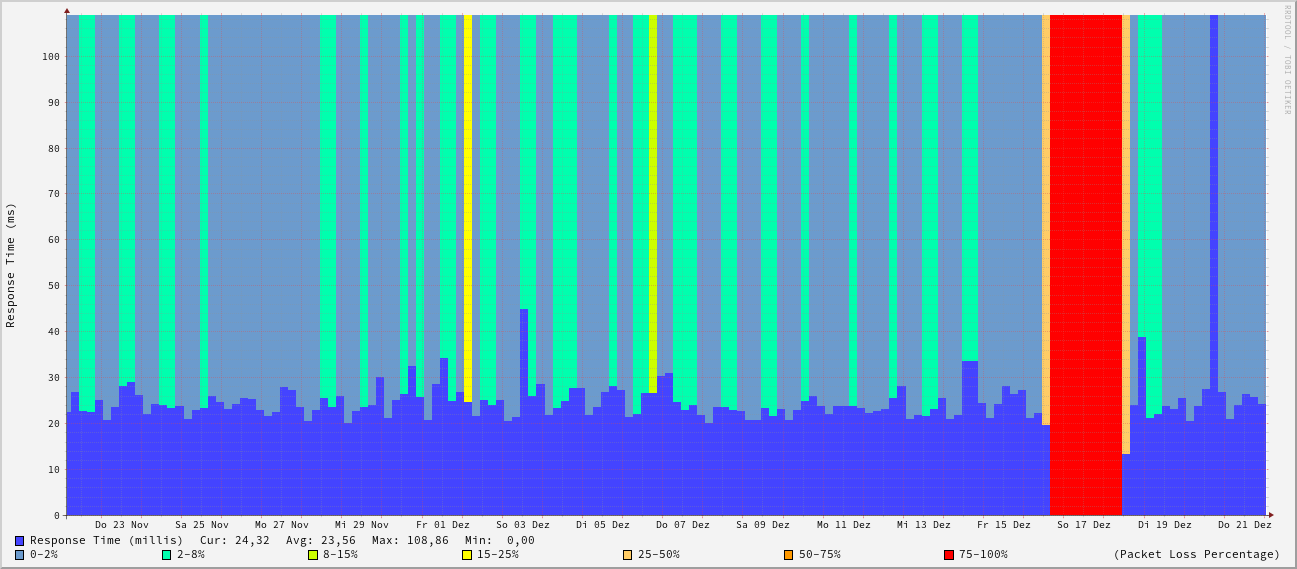 RRDTOOL / TOBI OETIKER
Response Time (ms)
100
90
80
70
60
50
40
30
20
10
0
Do 23 Nov Sa 25 Nov Mo 27 Nov Mi 29 Nov Fr 01 Dez So 03 Dez Di 05 Dez Do 07 Dez Sa 09 Dez Mo 11 Dez Mi 13 Dez Fr 15 Dez So 17 Dez Di 19 Dez Do 21 Dez
Response Time (millis) Cur: 24,32 Avg: 23,56 Max: 108,86 Min: 0,00
0-2% 2-8% 8-15% 15-25% 25-50% 50-75% 75-100% (Packet Loss Percentage)